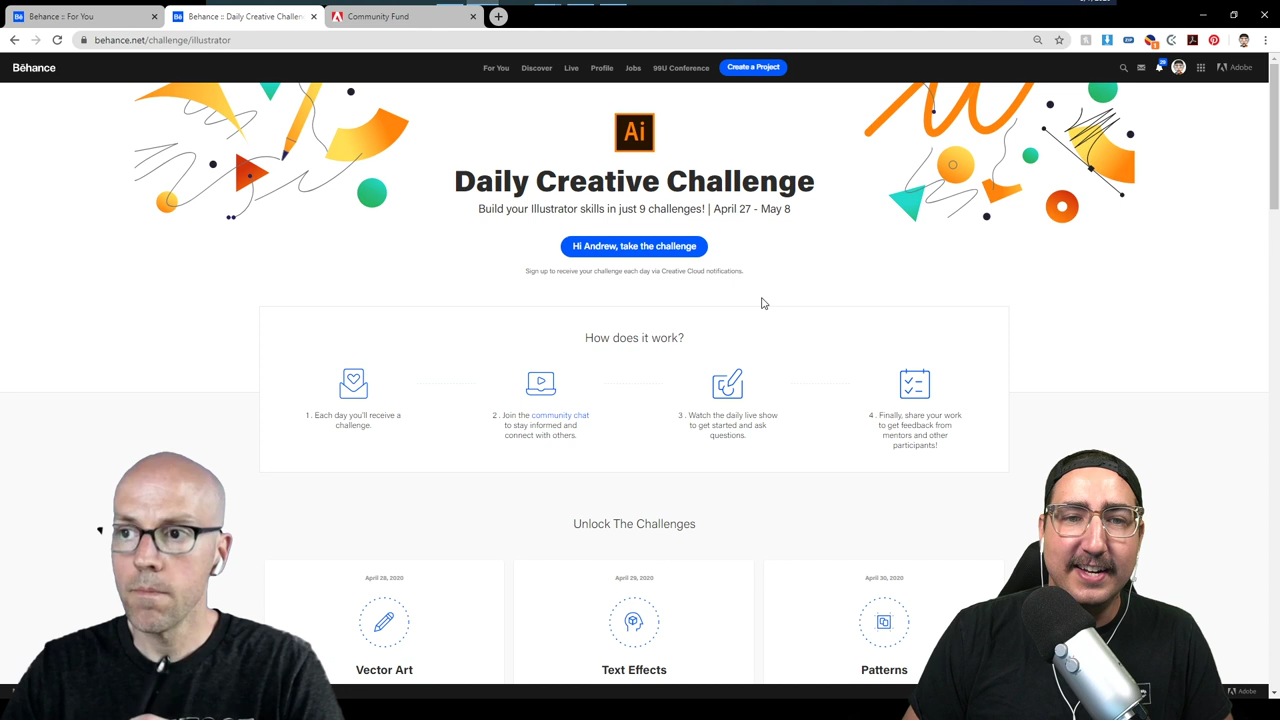 Behance :: For You
Behance :: Daily Creative Challen
Community Fund
behance.net/challenge/illustrator
Bēhance
For You
Discover
Live
Profile
Jobs
99U Conference
Create a Project
Adobe
Ai
Daily Creative Challenge
Build your Illustrator skills in just 9 challenges! | April 27 - May 8
Hi Andrew, take the challenge
Sign up to receive your challenge each day via Creative Cloud notifications.
How does it work?
1 . Each day you'll receive a
challenge.
2 . Join the community chat
to stay informed and
connect with others.
3 . Watch the daily live show
to get started and ask
questions.
4 . Finally, share your work
to get feedback from
mentors and other
participants!
Unlock The Challenges
April 28, 2020
Vector Art
April 29, 2020
Text Effects
April 30, 2020
Patterns
Adobe